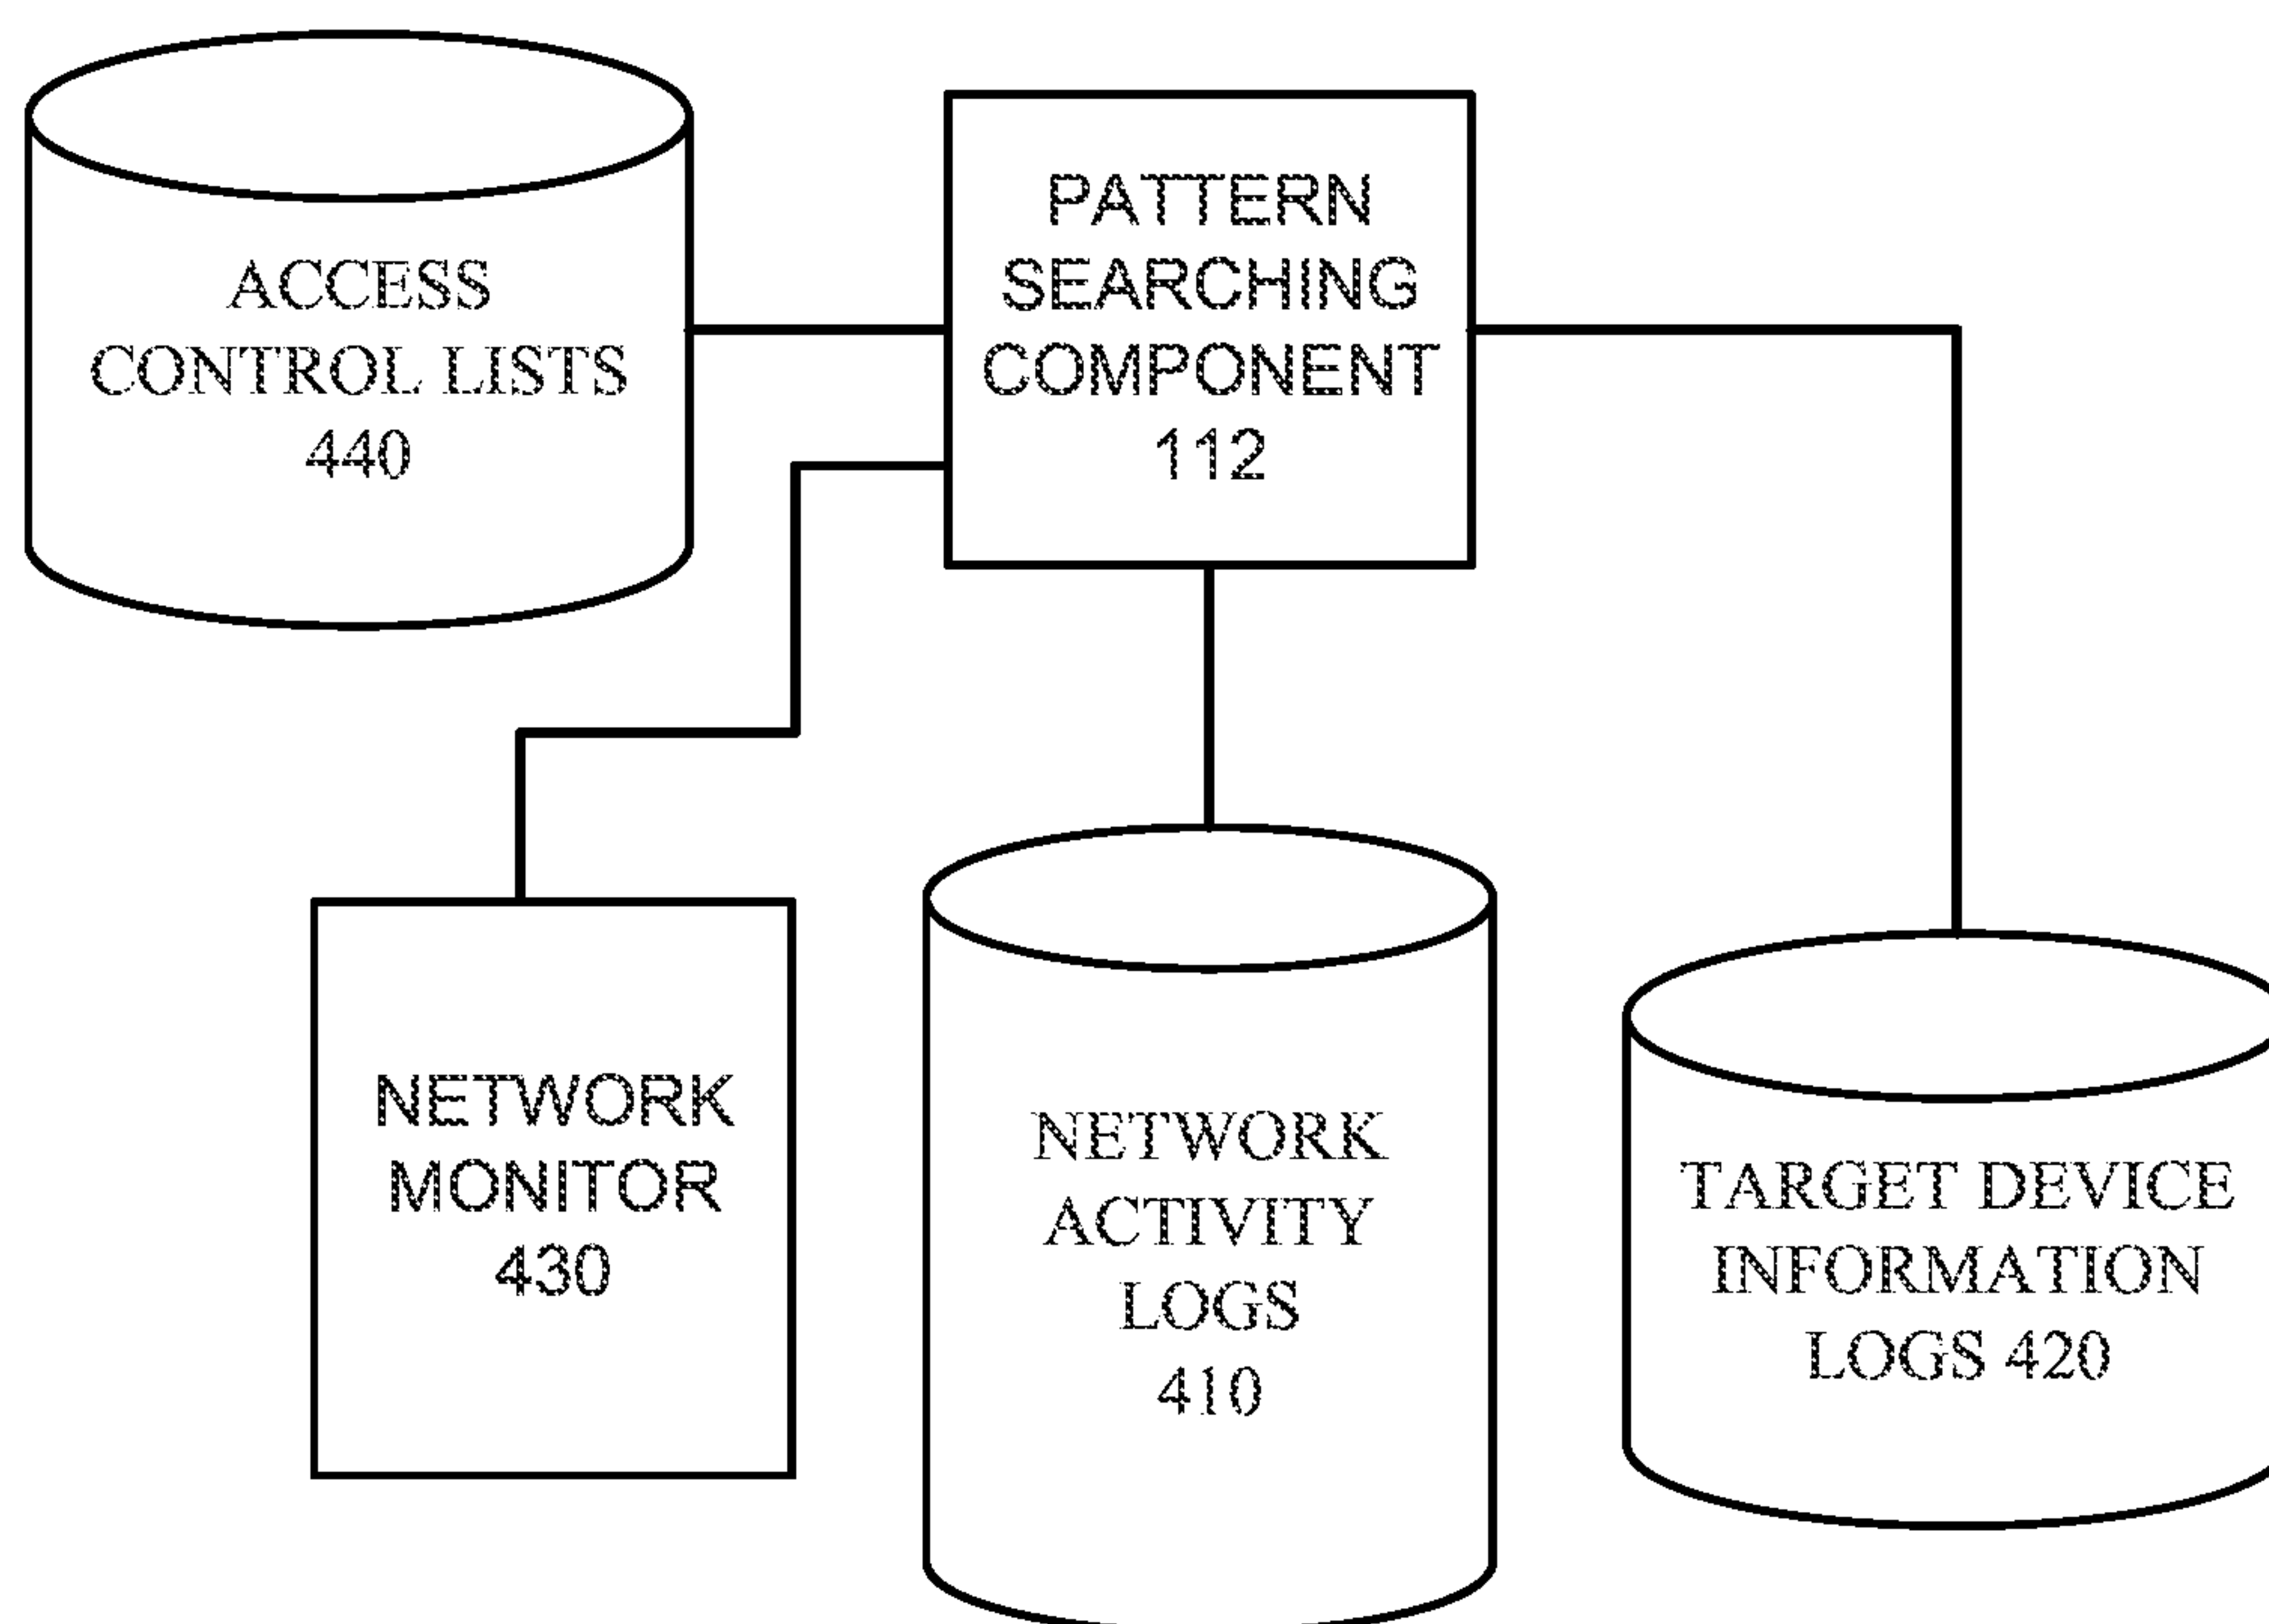 ACCESS
CONTROL LISTS
440
PATTERN
SEARCHING
COMPONENT
112
NETWORK
MONITOR
430
NETWORK
ACTIVITY
LOGS
410
TARGET DEVICE
INFORMATION
LOGS 420